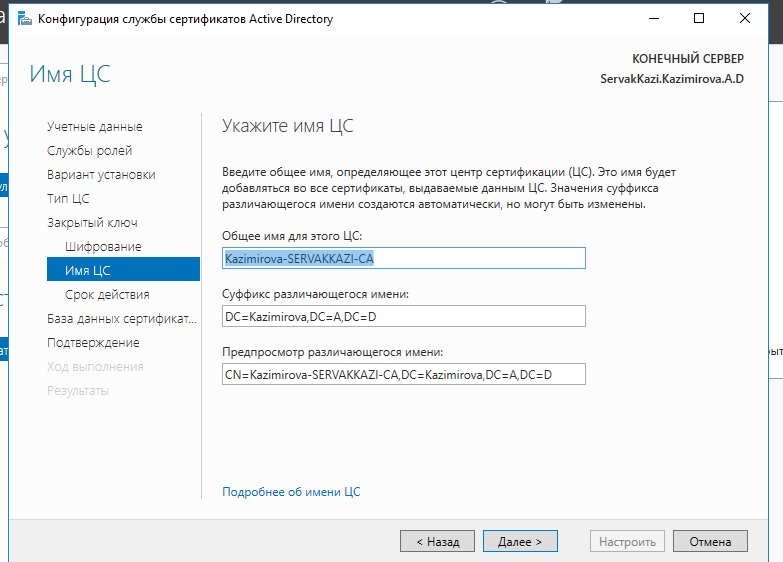 Конфигурация службы сертификатов Active Directory
Имя ЦС
КОНЕЧНЫЙ СЕРВЕР
ServakKazi.Kazimirova.A.D
Учетные данные
Службы ролей
Вариант установки
Тип ЦС
Закрытый ключ
Шифрование
Имя ЦС
Срок действия
База данных сертификат...
Подтверждение
Ход выполнения
Результаты
Укажите имя ЦС
Введите общее имя, определяющее этот центр сертификации (ЦС). Это имя будет
добавляться во все сертификаты, выдаваемые данным ЦС. Значения суффикса
различающегося имени создаются автоматически, но могут быть изменены.
Общее имя для этого ЦС:
Kazimirova-SERVAKKAZI-CA
Суффикс различающегося имени:
DC=Kazimirova,DC=A,DC=D
Предпросмотр различающегося имени:
CN=Kazimirova-SERVAKKAZI-CA,DC=Kazimirova,DC=A,DC=D
Подробнее об имени ЦС
< Назад
Далее >
Настроить
Отмена